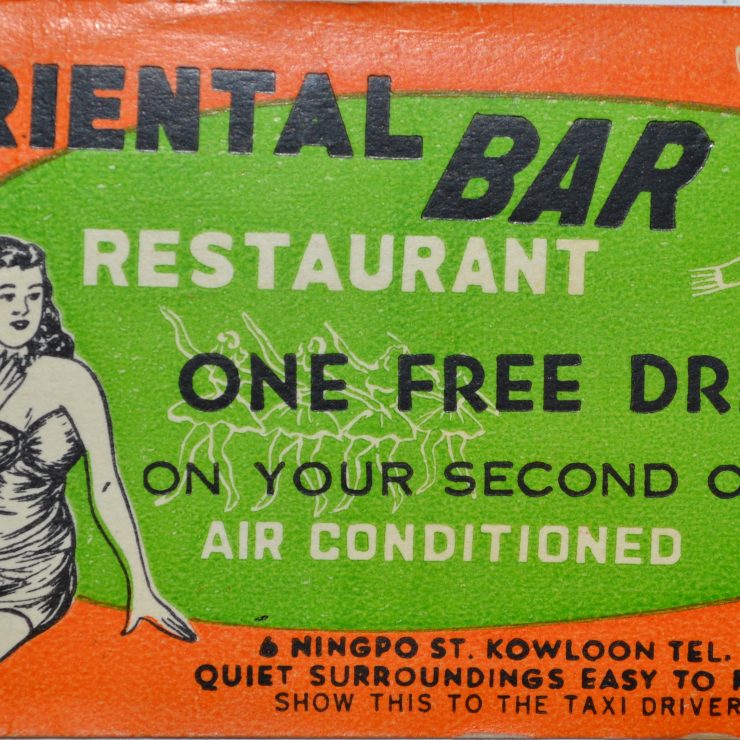 RIENTAL BAR
RESTAURANT
ONE FREE DR
ON YOUR SECOND O
AIR CONDITIONED
6 NINGPO ST. KOWLOON TEL.
QUIET SURROUNDINGS EASY TO
SHOW THIS TO THE TAXI DRIVER